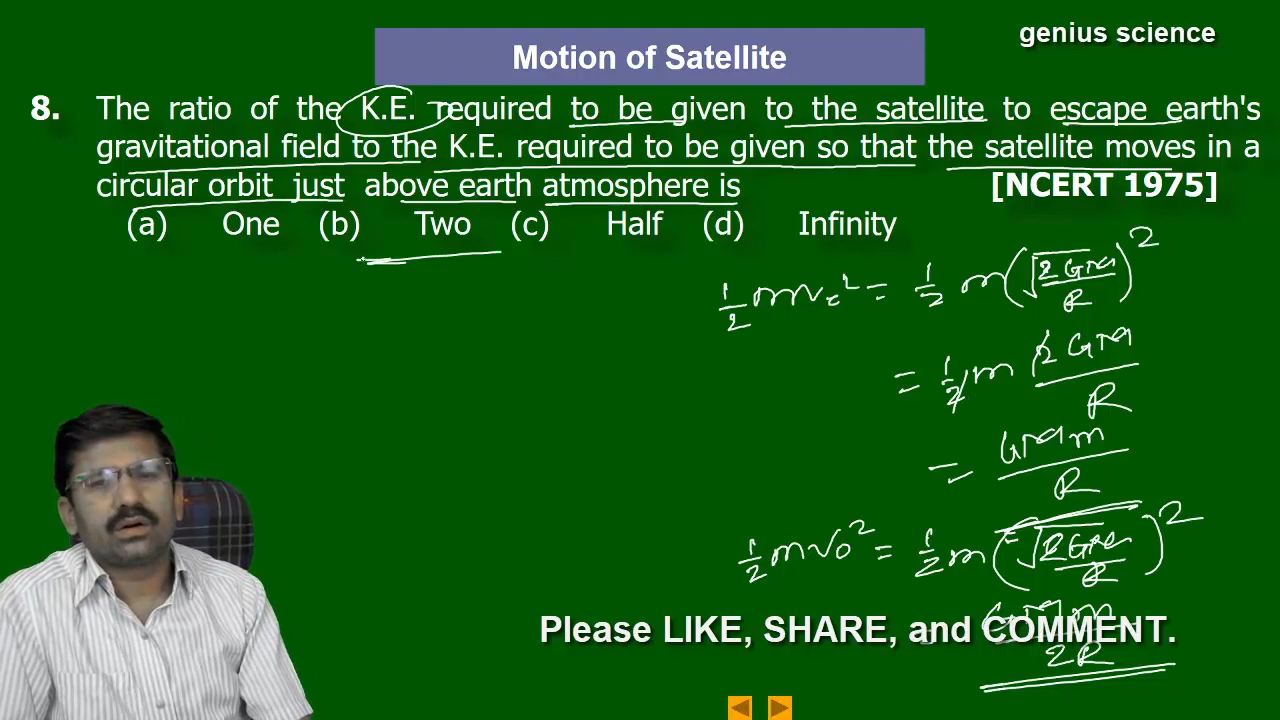 genius science
Motion of Satellite
8. The ratio of the K.E. required to be given to the satellite to escape earth's
gravitational field to the K.E. required to be given so that the satellite moves in a
circular orbit just above earth atmosphere is [NCERT 1975]
(a) One (b) Two (c) Half (d) Infinity
1/2 mve² = 1/2 m(√2GM/R)²
= 1/2 m 2GM/R
= GMm/R
1/2 mvo² = 1/2 m(√GM/R)²
Please LIKE, SHARE, and COMMENT.
GMm/2R